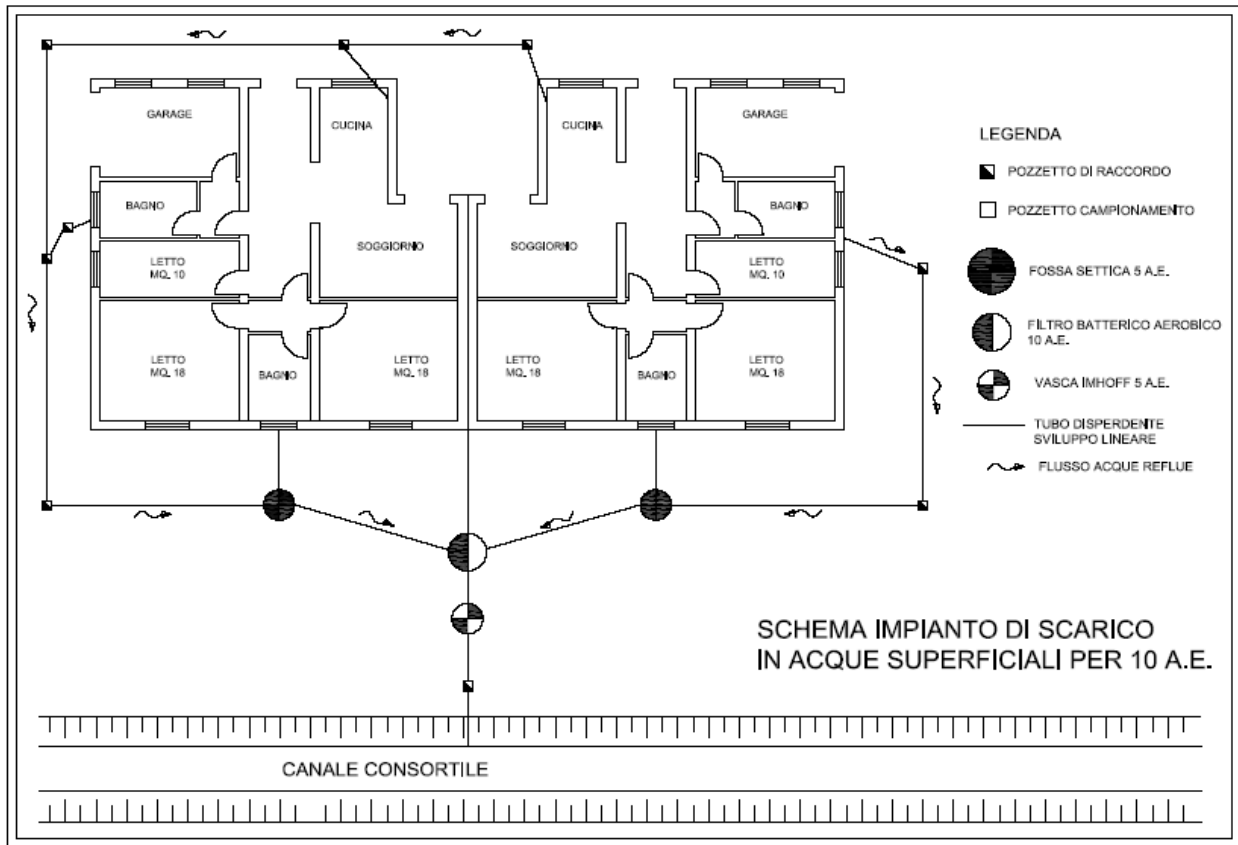 GARAGE
CUCINA
CUCINA
GARAGE
BAGNO
BAGNO
LETTO
MQ. 10
SOGGIORNO
SOGGIORNO
LETTO
MQ. 10
LETTO
MQ. 18
BAGNO
LETTO
MQ. 18
LETTO
MQ. 18
BAGNO
LETTO
MQ. 18
LEGENDA
POZZETTO DI RACCORDO
POZZETTO CAMPIONAMENTO
FOSSA SETTICA 5 A.E.
FILTRO BATTERICO AEROBICO
10 A.E.
VASCA IMHOFF 5 A.E.
TUBO DISPERDENTE
SVILUPPO LINEARE
FLUSSO ACQUE REFLUE
SCHEMA IMPIANTO DI SCARICO
IN ACQUE SUPERFICIALI PER 10 A.E.
CANALE CONSORTILE